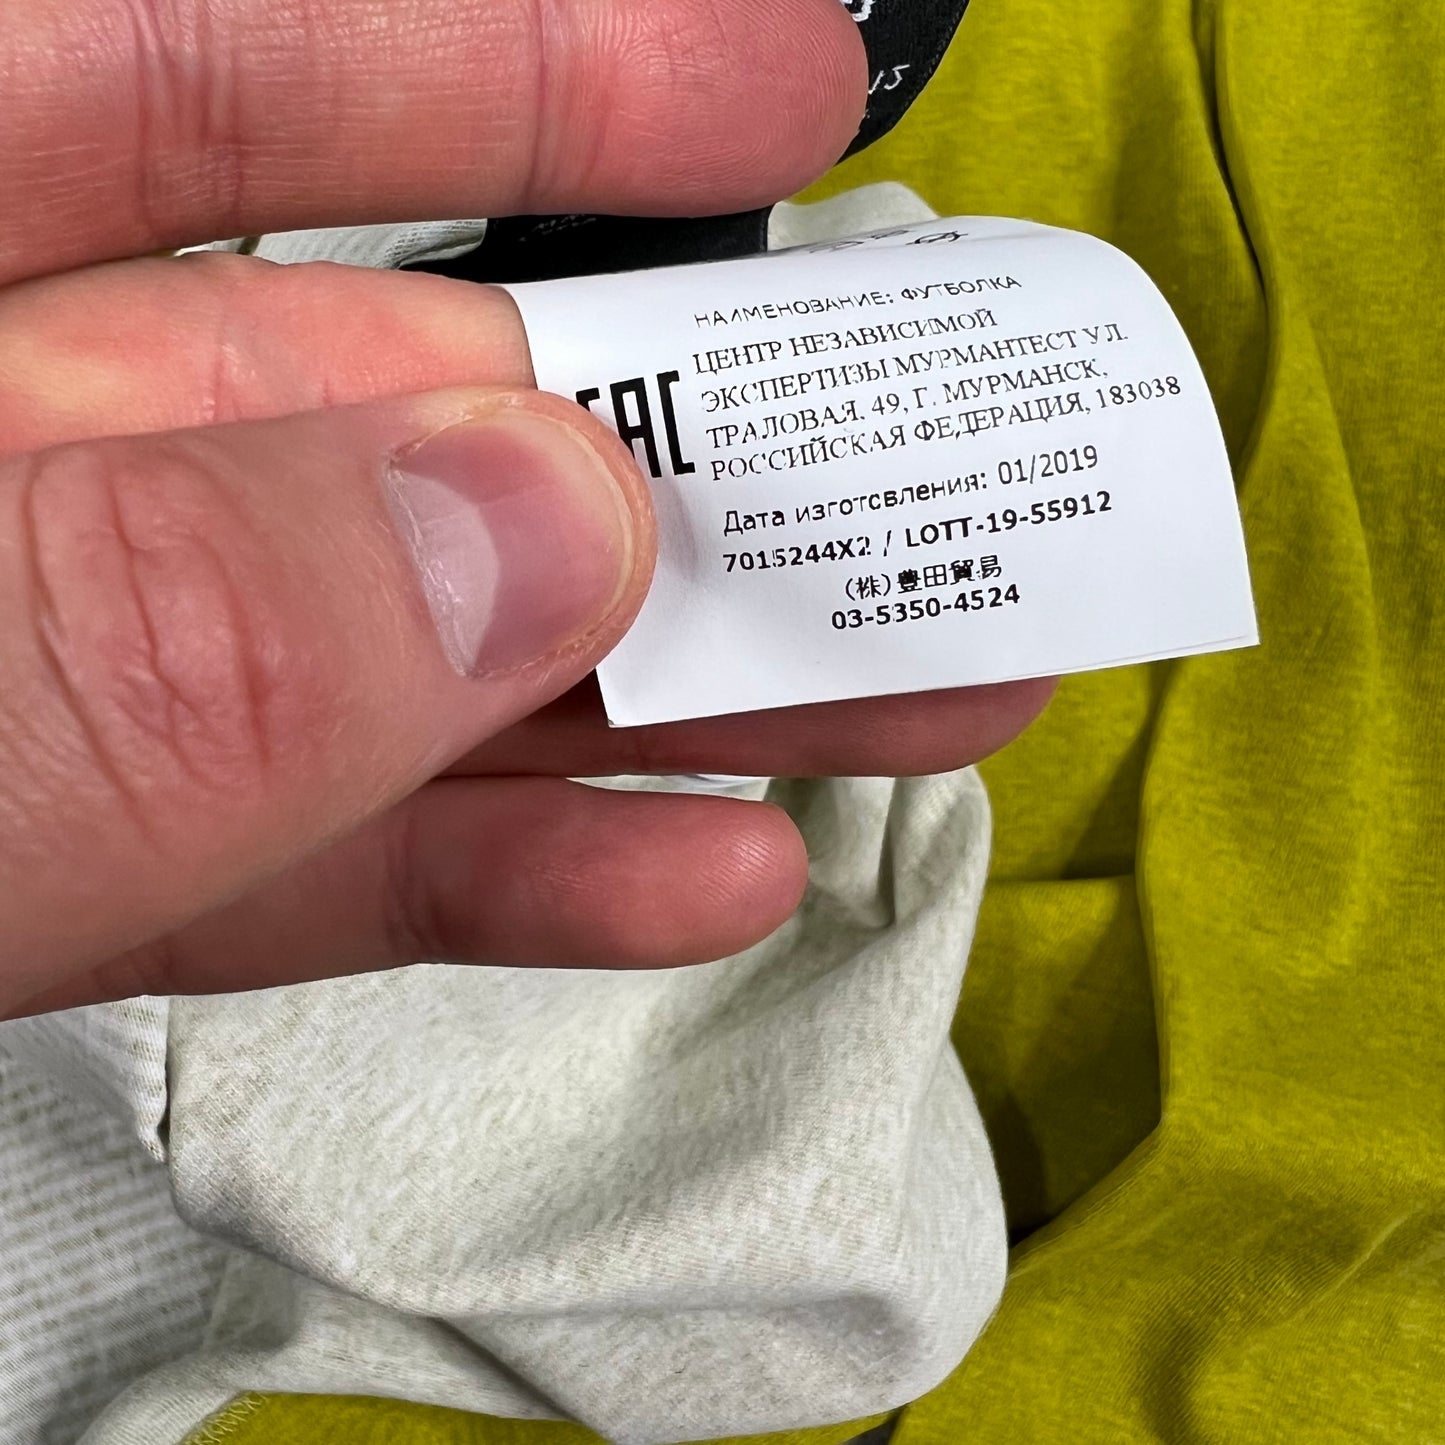 НАИМЕНОВАНИЕ: ФУТБОЛКА
ЦЕНТР НЕЗАВИСИМОЙ
ЭКСПЕРТИЗЫ МУРМАНТЕСТ УЛ.
ТРАЛОВАЯ, 49, Г. МУРМАНСК,
РОССИЙСКАЯ ФЕДЕРАЦИЯ, 183038
EAC
Дата изготовления: 01/2019
7015244X2 / LOTT-19-55912
(株)豊田貿易
03-5350-4524